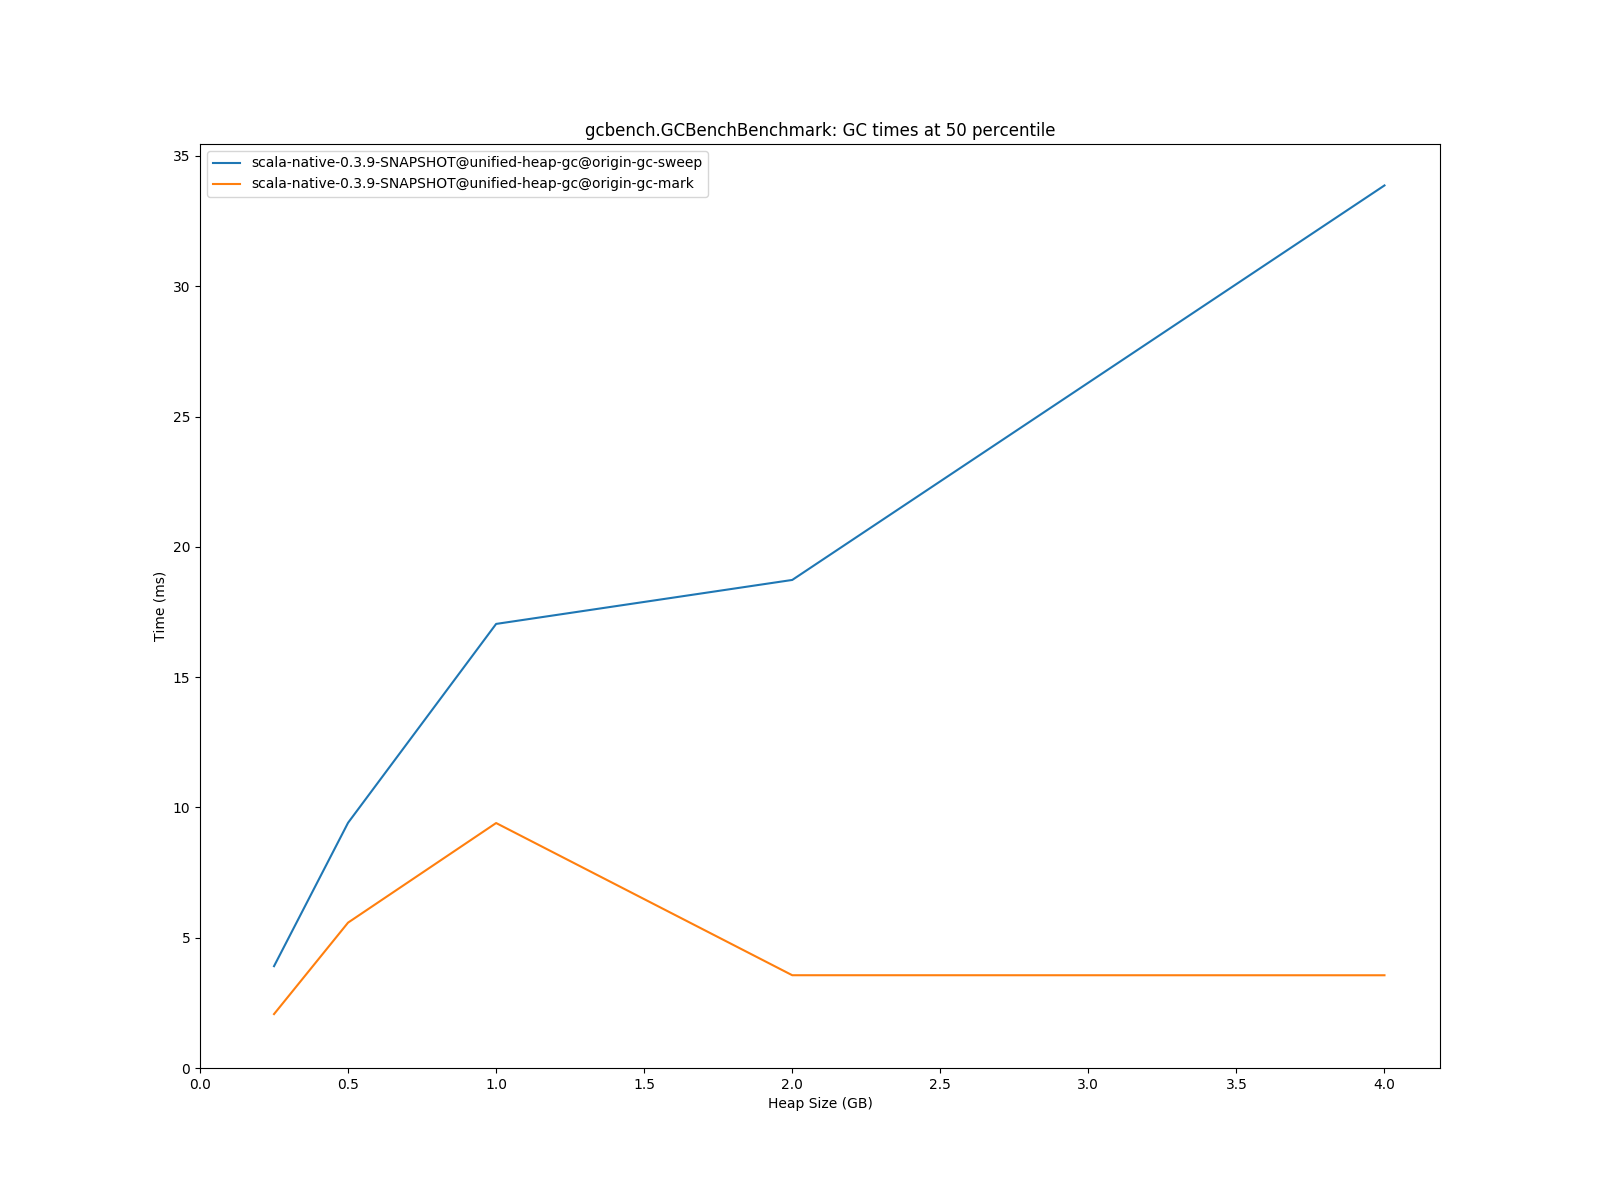 gcbench.GCBenchBenchmark: GC times at 50 percentile
scala-native-0.3.9-SNAPSHOT@unified-heap-gc@origin-gc-sweep
scala-native-0.3.9-SNAPSHOT@unified-heap-gc@origin-gc-mark
35
30
25
20
15
10
5
0
Time (ms)
0.0 0.5 1.0 1.5 2.0 2.5 3.0 3.5 4.0
Heap Size (GB)